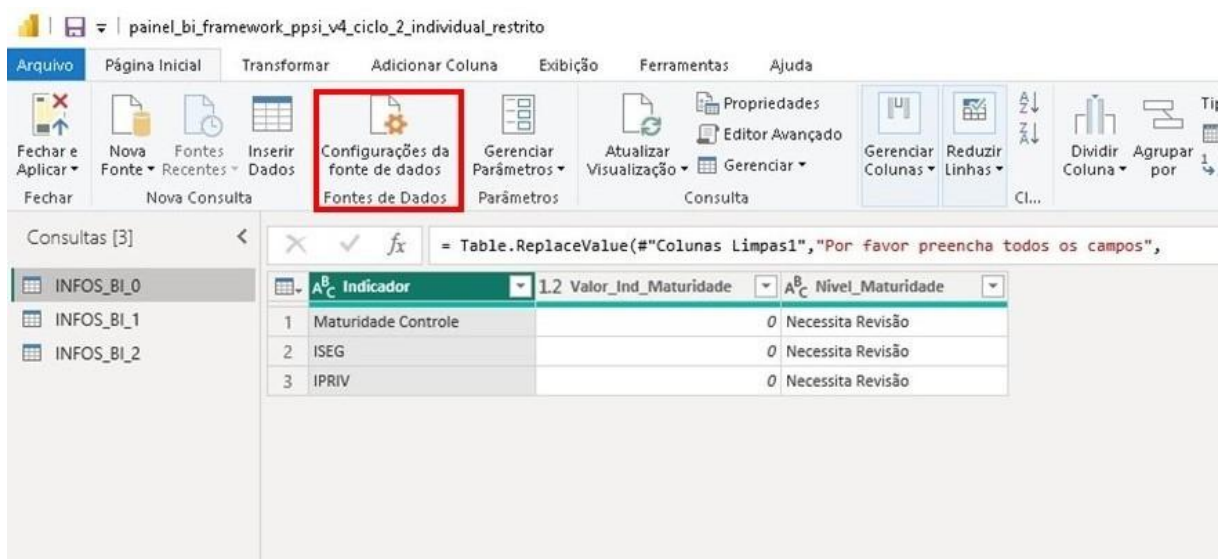 painel_bi_framework_ppsi_v4_ciclo_2_individual_restrito
Arquivo Página Inicial Transformar Adicionar Coluna Exibição Ferramentas Ajuda
Fechar e Aplicar
Fechar
Nova Fonte
Fontes Recentes
Inserir Dados
Nova Consulta
Configurações da fonte de dados
Fontes de Dados
Gerenciar Parâmetros
Parâmetros
Atualizar Visualização
Propriedades
Editor Avançado
Gerenciar
Consulta
Gerenciar Colunas
Reduzir Linhas
Cl...
Dividir Coluna
Agrupar por
Consultas [3]
= Table.ReplaceValue(#"Colunas Limpas1","Por favor preencha todos os campos",
INFOS_BI_0
INFOS_BI_1
INFOS_BI_2
Indicador 1.2 Valor_Ind_Maturidade Nivel_Maturidade
1 Maturidade Controle 0 Necessita Revisão
2 ISEG 0 Necessita Revisão
3 IPRIV 0 Necessita Revisão